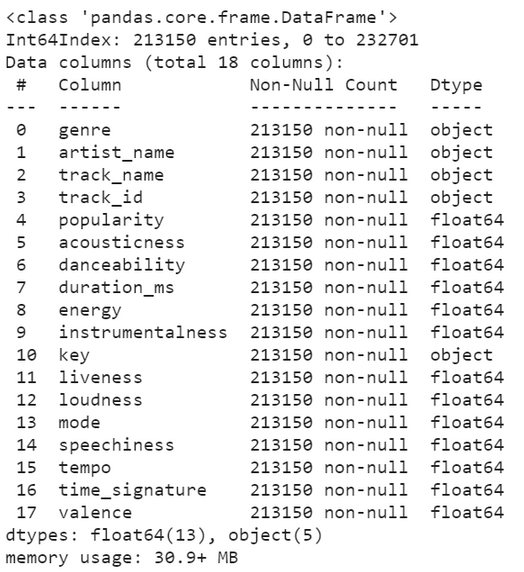 <class 'pandas.core.frame.DataFrame'>
Int64Index: 213150 entries, 0 to 232701
Data columns (total 18 columns):
 #   Column            Non-Null Count   Dtype
---  ------            --------------   -----
 0   genre             213150 non-null  object
 1   artist_name       213150 non-null  object
 2   track_name        213150 non-null  object
 3   track_id          213150 non-null  object
 4   popularity        213150 non-null  float64
 5   acousticness      213150 non-null  float64
 6   danceability      213150 non-null  float64
 7   duration_ms       213150 non-null  float64
 8   energy            213150 non-null  float64
 9   instrumentalness  213150 non-null  float64
 10  key               213150 non-null  object
 11  liveness          213150 non-null  float64
 12  loudness          213150 non-null  float64
 13  mode              213150 non-null  float64
 14  speechiness       213150 non-null  float64
 15  tempo             213150 non-null  float64
 16  time_signature    213150 non-null  float64
 17  valence           213150 non-null  float64
dtypes: float64(13), object(5)
memory usage: 30.9+ MB